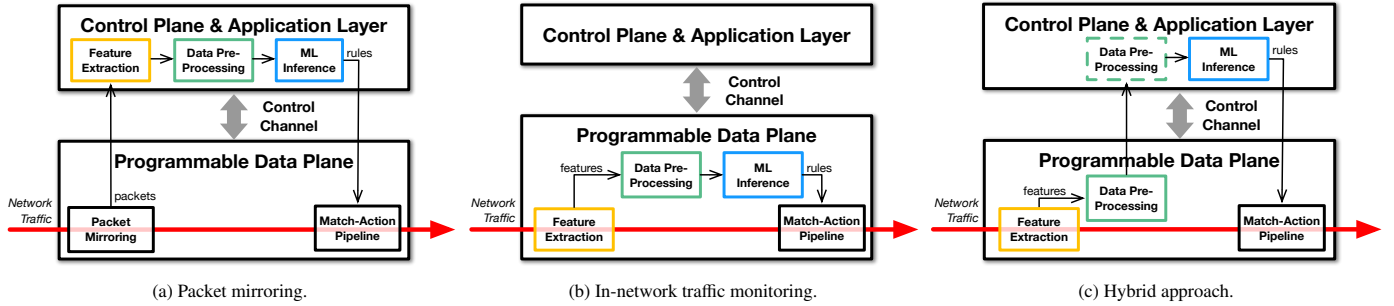 Control Plane & Application Layer
Feature
Extraction
Data Pre-
Processing
ML
Inference
rules
Control
Channel
Programmable Data Plane
packets
Network
Traffic
Packet
Mirroring
Match-Action
Pipeline
(a) Packet mirroring.
Control Plane & Application Layer
Control
Channel
Programmable Data Plane
features
Data Pre-
Processing
ML
Inference
rules
Network
Traffic
Feature
Extraction
Match-Action
Pipeline
(b) In-network traffic monitoring.
Control Plane & Application Layer
Data Pre-
Processing
ML
Inference
rules
Control
Channel
Programmable Data Plane
features
Data Pre-
Processing
Network
Traffic
Feature
Extraction
Match-Action
Pipeline
(c) Hybrid approach.